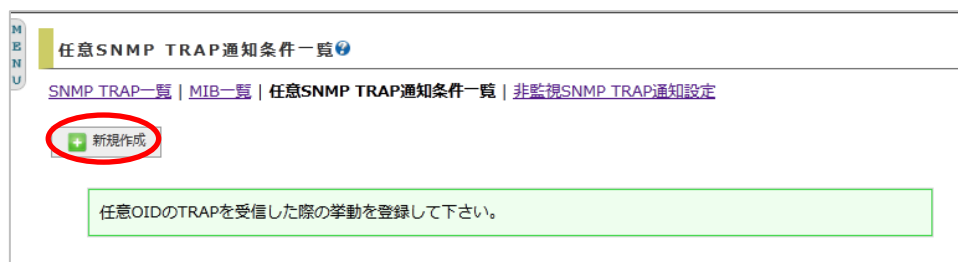 MENU
任意SNMP TRAP通知条件一覧?
SNMP TRAP一覧 | MIB一覧 | 任意SNMP TRAP通知条件一覧 | 非監視SNMP TRAP通知設定
新規作成
任意OIDのTRAPを受信した際の挙動を登録して下さい。